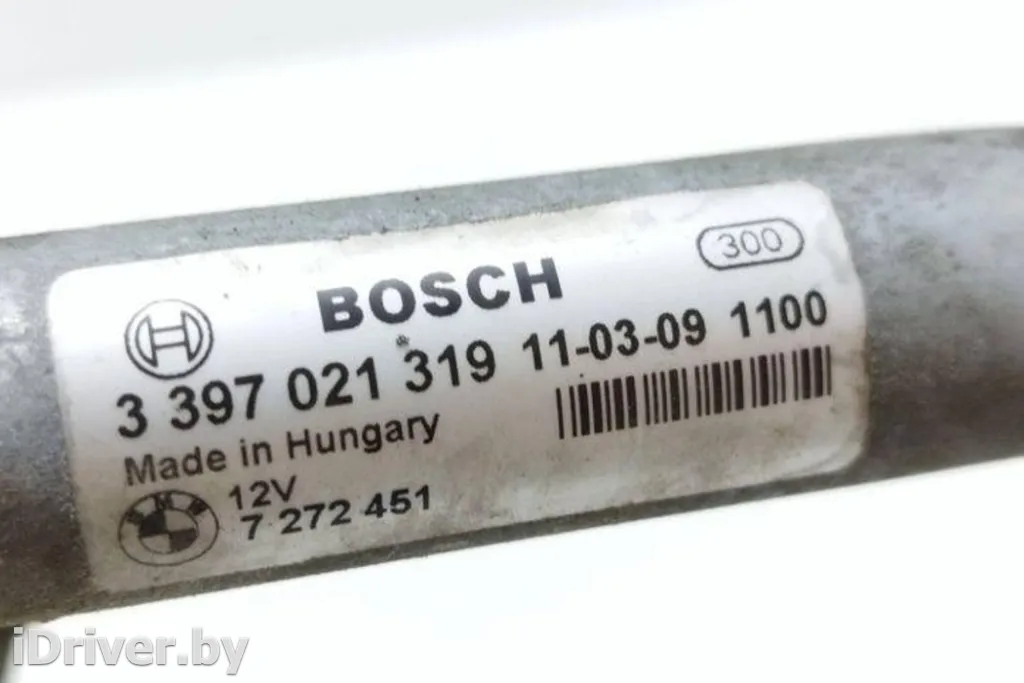 300
BOSCH
3 397 021 319 11-03-09 1100
Made in Hungary
BMW 12V
7 272 451
iDriver.by